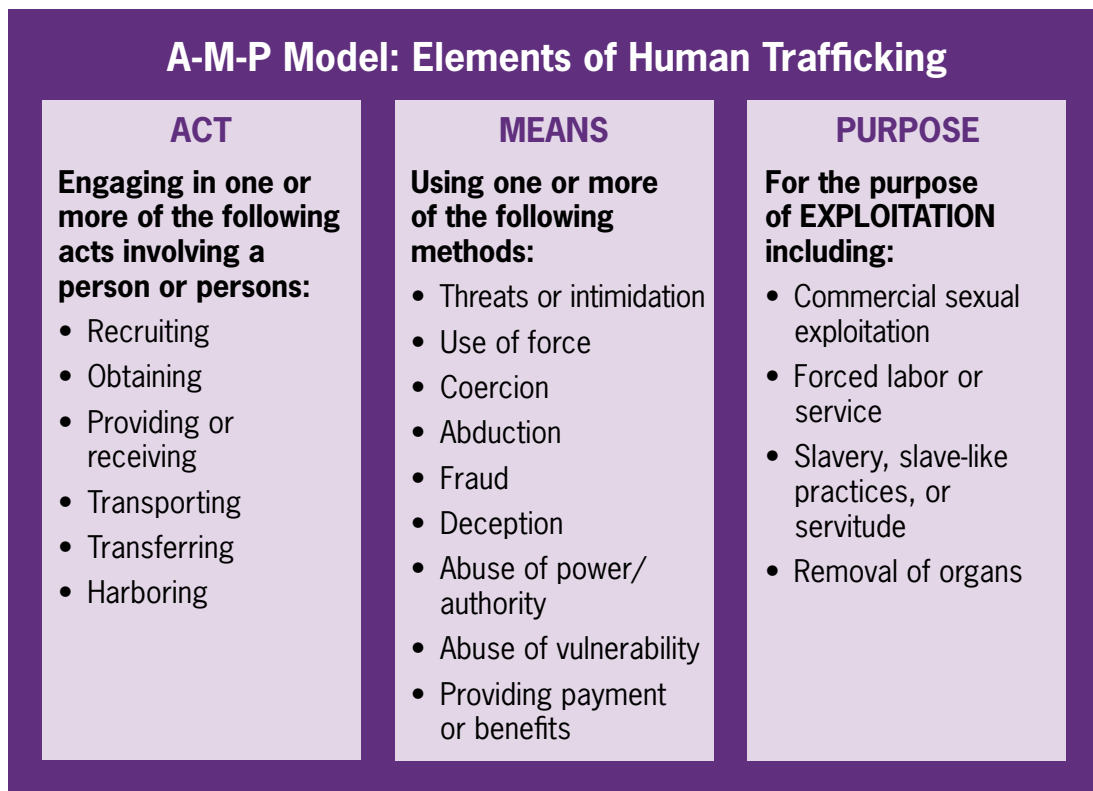 A-M-P Model: Elements of Human Trafficking
ACT
Engaging in one or
more of the following
acts involving a
person or persons:
• Recruiting
• Obtaining
• Providing or
receiving
• Transporting
• Transferring
• Harboring
MEANS
Using one or more
of the following
methods:
• Threats or intimidation
• Use of force
• Coercion
• Abduction
• Fraud
• Deception
• Abuse of power/
authority
• Abuse of vulnerability
• Providing payment
or benefits
PURPOSE
For the purpose
of EXPLOITATION
including:
• Commercial sexual
exploitation
• Forced labor or
service
• Slavery, slave-like
practices, or
servitude
• Removal of organs